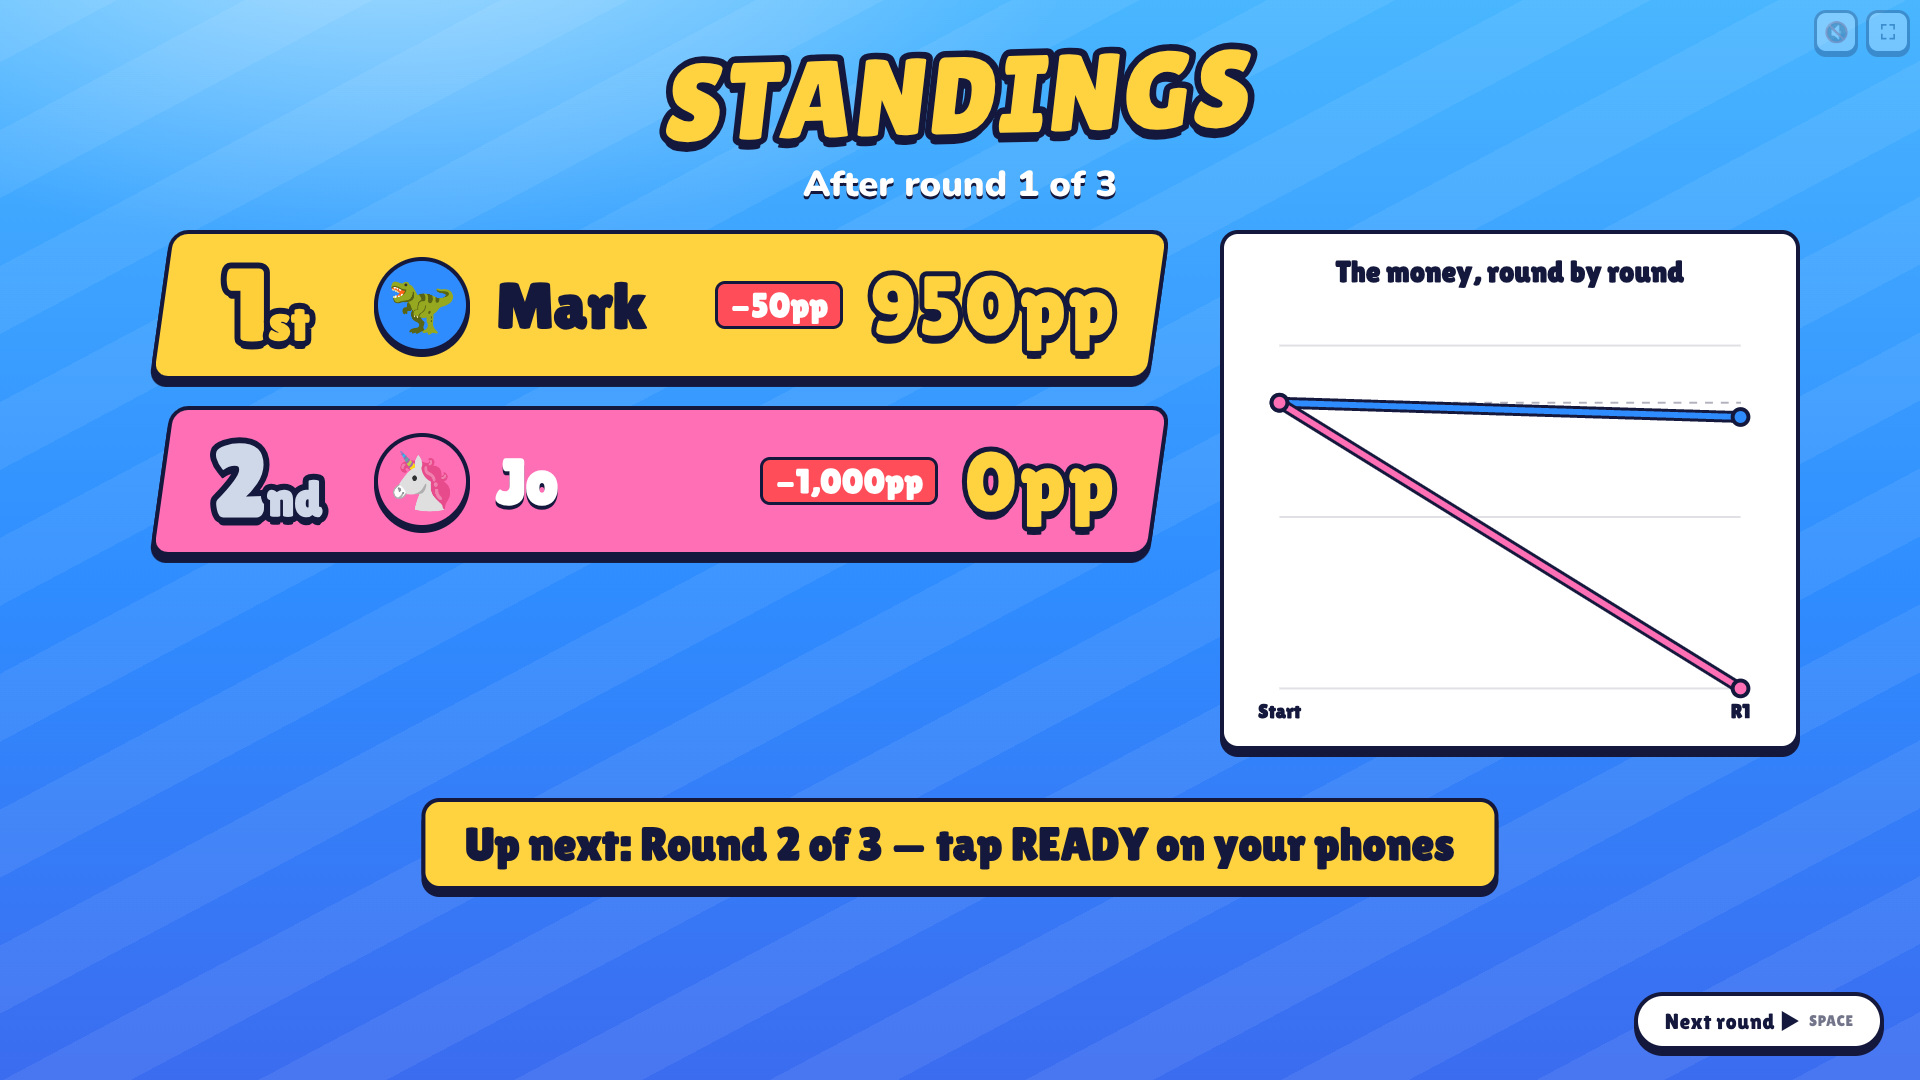 STANDINGS
After round 1 of 3
1st Mark −50pp 950pp
2nd Jo −1,000pp 0pp
The money, round by round
Start R1
Up next: Round 2 of 3 — tap READY on your phones
Next round ▶ SPACE